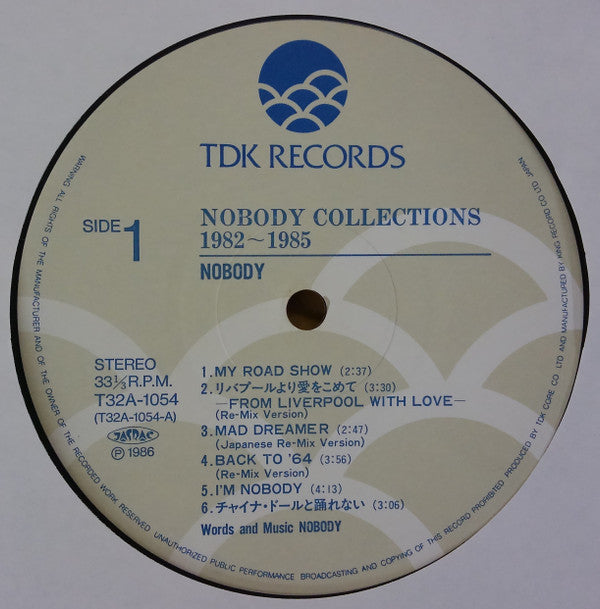 TDK RECORDS
SIDE 1
NOBODY COLLECTIONS
1982~1985
NOBODY
STEREO
33⅓R.P.M.
T32A-1054
(T32A-1054-A)
JASRAC
Ⓟ 1986
1.MY ROAD SHOW (2:37)
2.リバプールより愛をこめて (3:30)
—FROM LIVERPOOL WITH LOVE—
(Re-Mix Version)
3.MAD DREAMER (2:47)
(Japanese Re-Mix Version)
4.BACK TO '64 (3:56)
(Re-Mix Version)
5.I'M NOBODY (4:13)
6.チャイナ・ドールと踊れない (3:06)
Words and Music NOBODY
WARNING ALL RIGHTS OF THE MANUFACTURER AND OF THE OWNER OF THE RECORDED WORK RESERVED UNAUTHORIZED PUBLIC PERFORMANCE BROADCASTING AND COPYING OF THIS RECORD PROHIBITED PRODUCED BY TDK CORE CO LTD AND MANUFACTURED BY KING RECORD CO LTD JAPAN